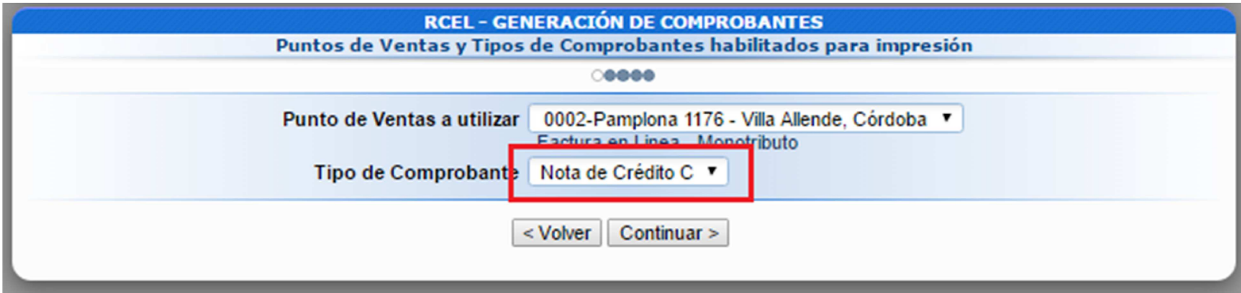 RCEL - GENERACIÓN DE COMPROBANTES
Puntos de Ventas y Tipos de Comprobantes habilitados para impresión
Punto de Ventas a utilizar 0002-Pamplona 1176 - Villa Allende, Córdoba
Factura en Linea - Monotributo
Tipo de Comprobante Nota de Crédito C
< Volver Continuar >